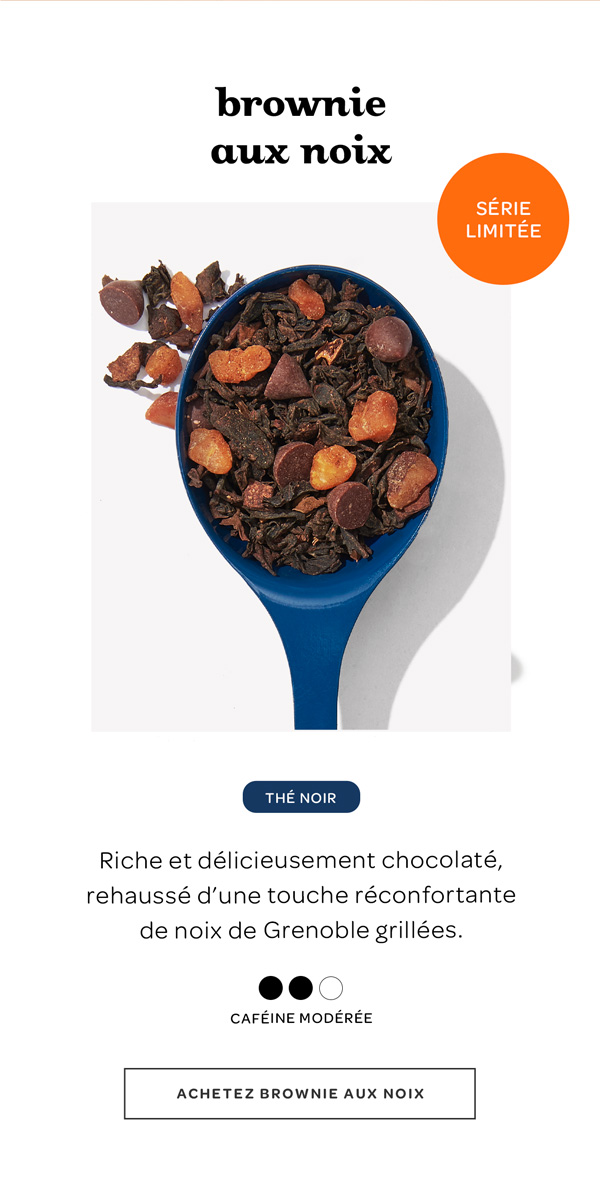 brownie
aux noix
SÉRIE
LIMITÉE
THÉ NOIR
Riche et délicieusement chocolaté,
rehaussé d’une touche réconfortante
de noix de Grenoble grillées.
CAFÉINE MODÉRÉE
ACHETEZ BROWNIE AUX NOIX